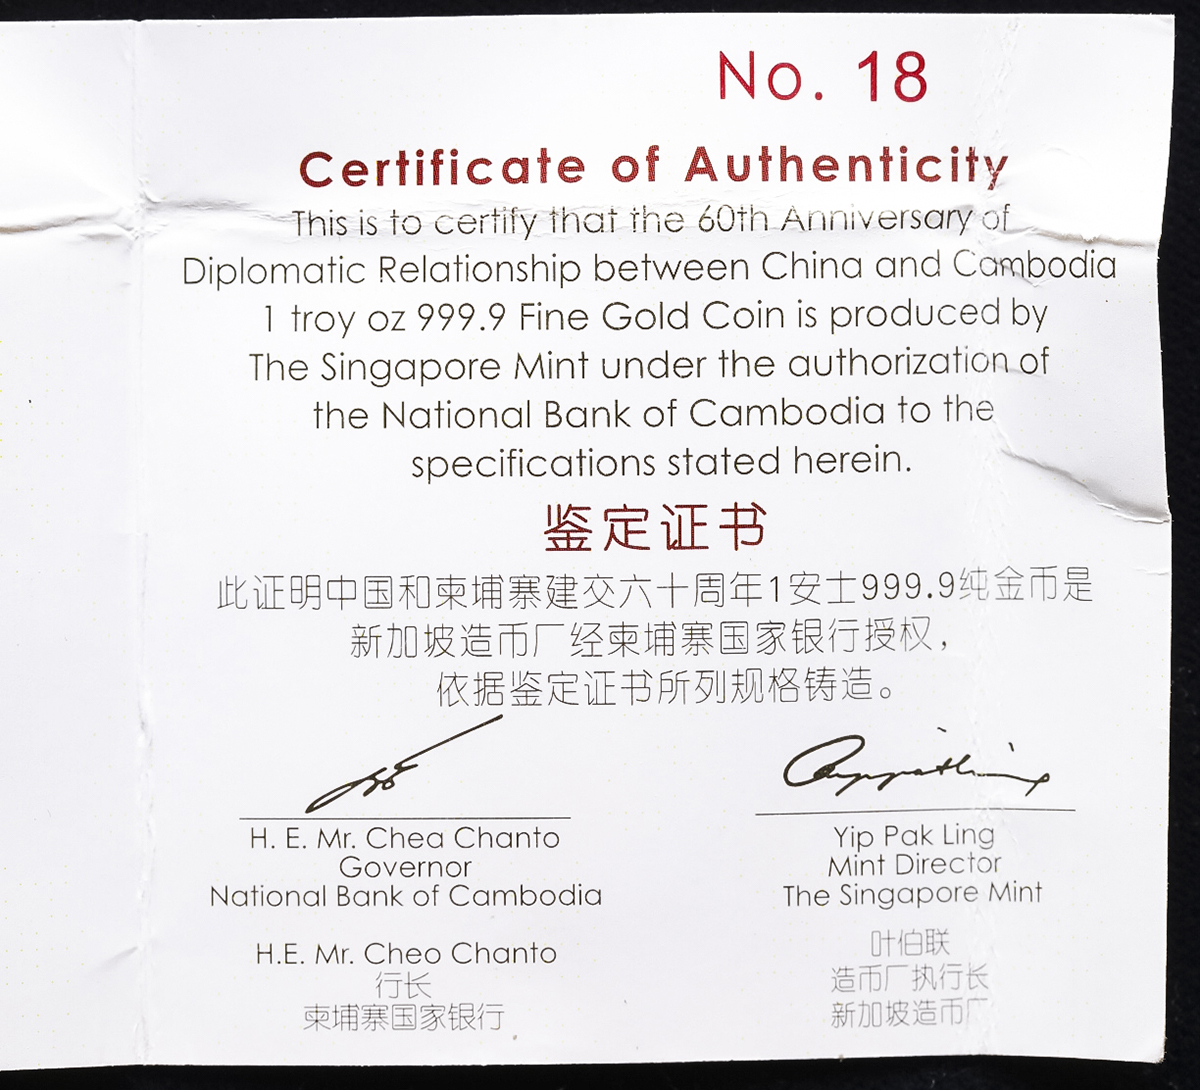 No. 18
Certificate of Authenticity
This is to certify that the 60th Anniversary of
Diplomatic Relationship between China and Cambodia
1 troy oz 999.9 Fine Gold Coin is produced by
The Singapore Mint under the authorization of
the National Bank of Cambodia to the
specifications stated herein.
鉴定证书
此证明中国和柬埔寨建交六十周年1安士999.9纯金币是
新加坡造币厂经柬埔寨国家银行授权，
依据鉴定证书所列规格铸造。
H. E. Mr. Chea Chanto
Governor
National Bank of Cambodia
Yip Pak Ling
Mint Director
The Singapore Mint
H.E. Mr. Cheo Chanto
行长
柬埔寨国家银行
叶伯联
造币厂执行长
新加坡造币厂